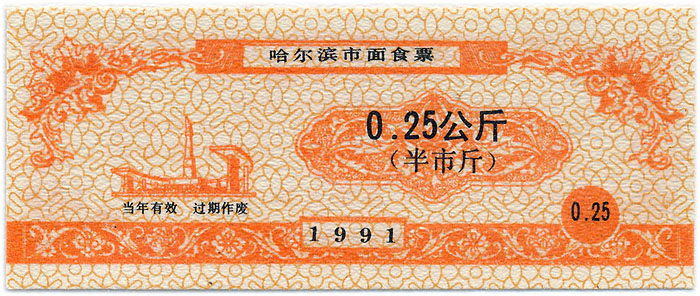 哈尔滨市面食票
0.25公斤
(半市斤)
当年有效 过期作废
0.25
1991